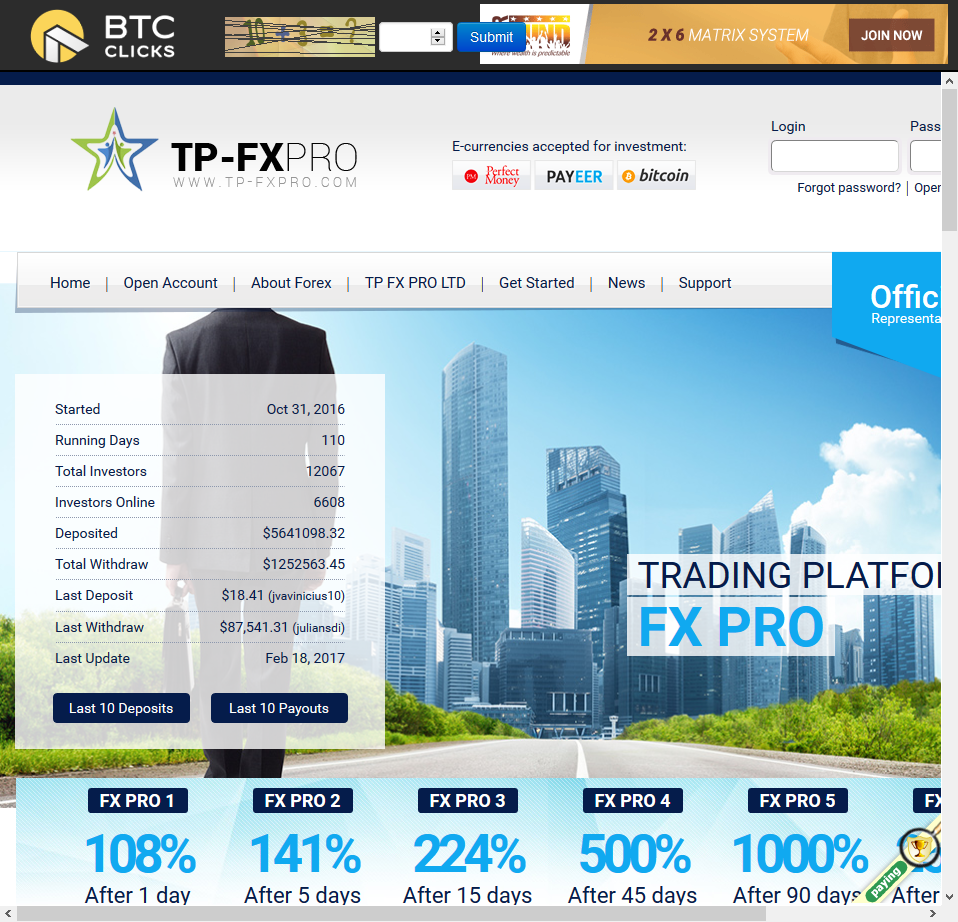 BTC
CLICKS
10 + 3 = ?
Submit
Where wealth is predictable
2 X 6 MATRIX SYSTEM
JOIN NOW
TP-FXPRO
WWW.TP-FXPRO.COM
E-currencies accepted for investment:
PM Perfect Money
PAYEER
bitcoin
Login
Pass
Forgot password?
Oper
Home
Open Account
About Forex
TP FX PRO LTD
Get Started
News
Support
Offic
Representa
Started Oct 31, 2016
Running Days 110
Total Investors 12067
Investors Online 6608
Deposited $5641098.32
Total Withdraw $1252563.45
Last Deposit $18.41 (jvavinicius10)
Last Withdraw $87,541.31 (juliansdi)
Last Update Feb 18, 2017
Last 10 Deposits
Last 10 Payouts
TRADING PLATFO
FX PRO
FX PRO 1
108%
After 1 day
FX PRO 2
141%
After 5 days
FX PRO 3
224%
After 15 days
FX PRO 4
500%
After 45 days
FX PRO 5
1000%
After 90 days
FX
After
paying